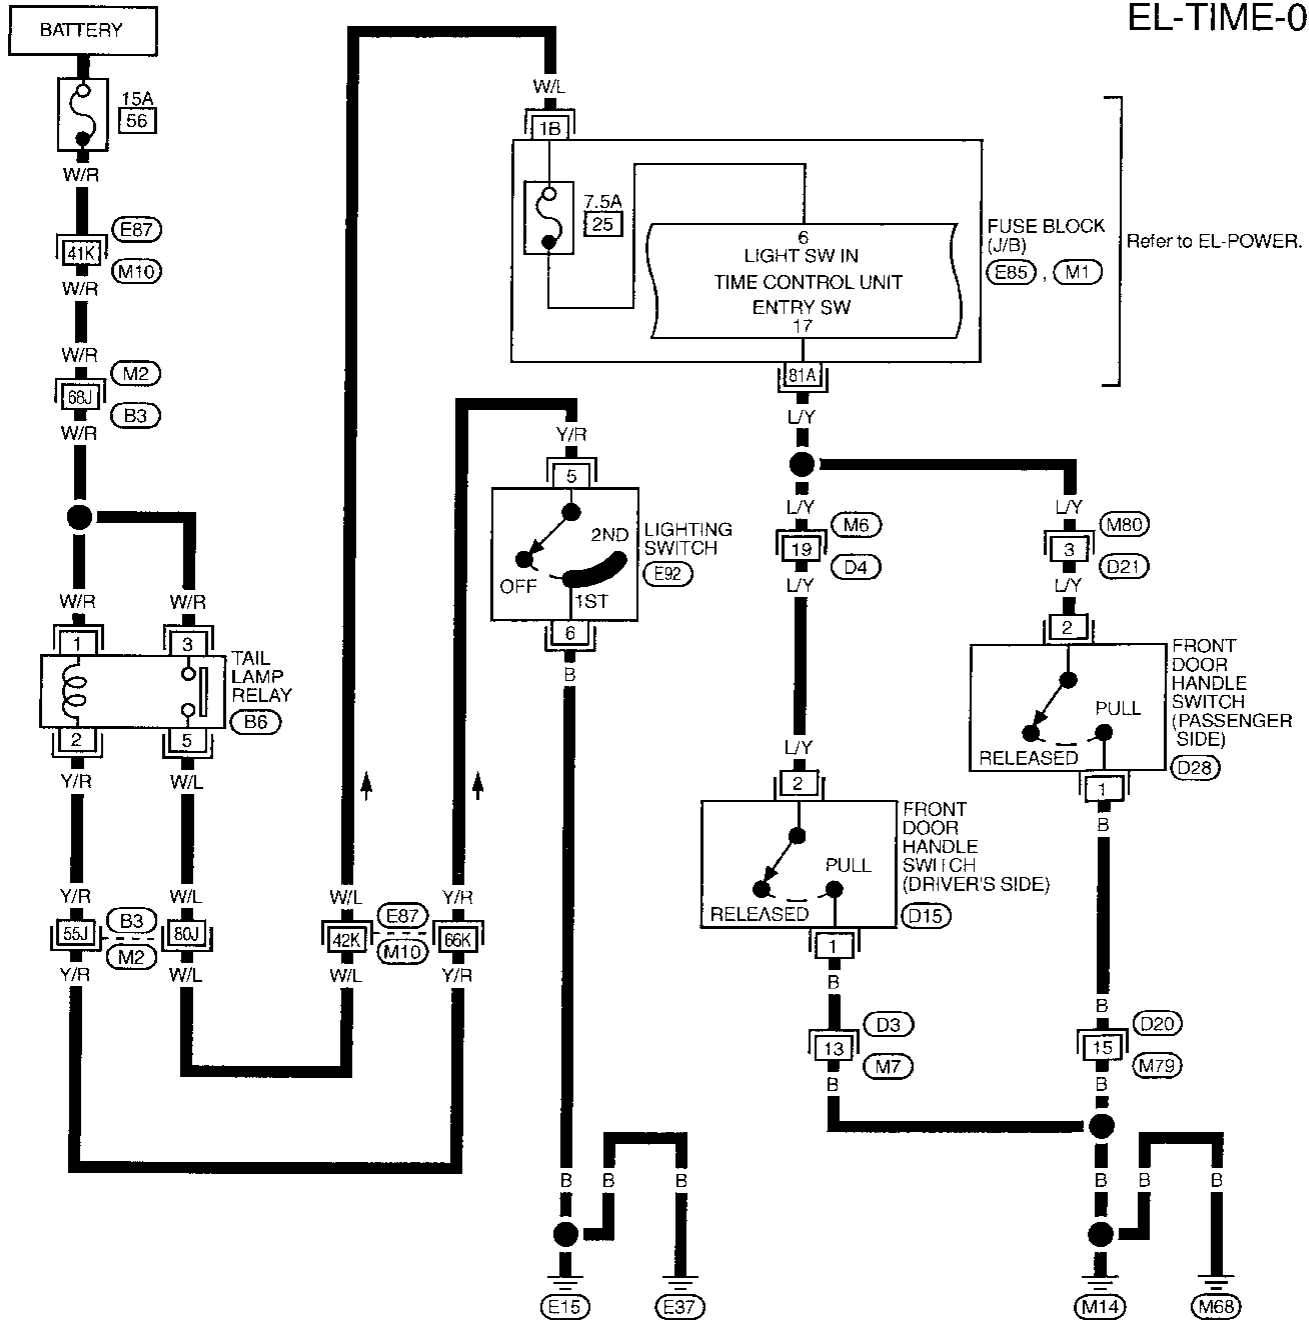 EL-TIME-0
BATTERY
15A
56
W/R
E87
41K
M10
W/R
W/R
M2
68J
B3
W/R
W/R
W/R
1
3
TAIL
LAMP
RELAY
B6
2
5
Y/R
W/L
Y/R
W/L
55J
B3
M2
80J
Y/R
W/L
W/L
Y/R
42K
E87
M10
66K
W/L
Y/R
W/L
1B
7.5A
25
6
LIGHT SW IN
TIME CONTROL UNIT
ENTRY SW
17
FUSE BLOCK
(J/B)
E85 , M1
Refer to EL-POWER.
81A
L/Y
Y/R
5
2ND
OFF
1ST
LIGHTING
SWITCH
E92
6
B
L/Y
M6
19
D4
L/Y
L/Y
2
PULL
RELEASED
FRONT
DOOR
HANDLE
SWITCH
(DRIVER'S SIDE)
D15
1
B
D3
13
M7
B
L/Y
M80
3
D21
L/Y
2
PULL
RELEASED
FRONT
DOOR
HANDLE
SWITCH
(PASSENGER
SIDE)
D28
1
B
B
D20
15
M79
B
B
B
B
B
B
B
E15
E37
M14
M68